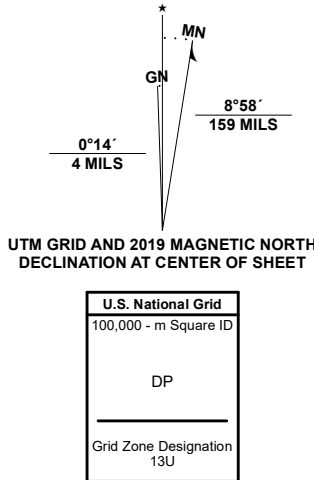 ★
MN
GN
8°58´
159 MILS
0°14´
4 MILS
UTM GRID AND 2019 MAGNETIC NORTH
DECLINATION AT CENTER OF SHEET
U.S. National Grid
100,000 - m Square ID
DP
Grid Zone Designation
13U